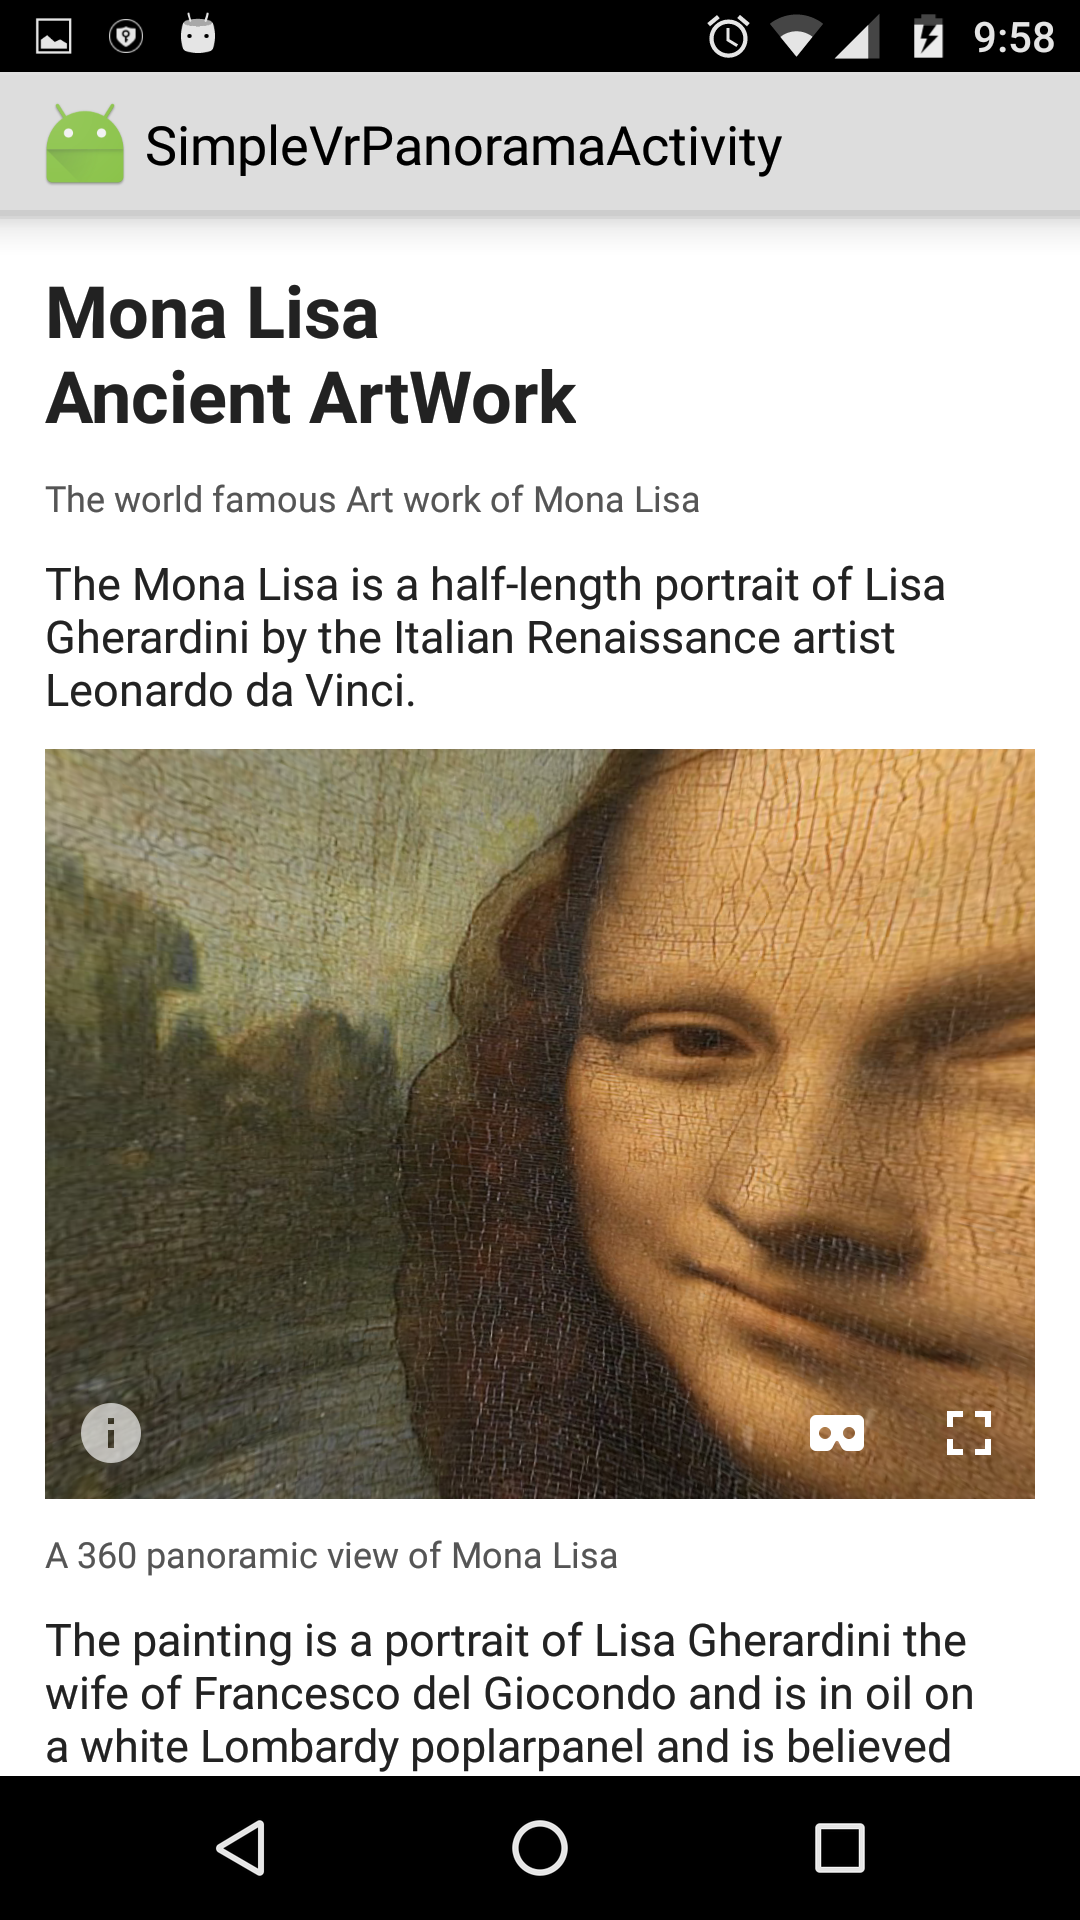 9:58
SimpleVrPanoramaActivity
Mona Lisa
Ancient ArtWork
The world famous Art work of Mona Lisa
The Mona Lisa is a half-length portrait of Lisa
Gherardini by the Italian Renaissance artist
Leonardo da Vinci.
A 360 panoramic view of Mona Lisa
The painting is a portrait of Lisa Gherardini the
wife of Francesco del Giocondo and is in oil on
a white Lombardy poplarpanel and is believed